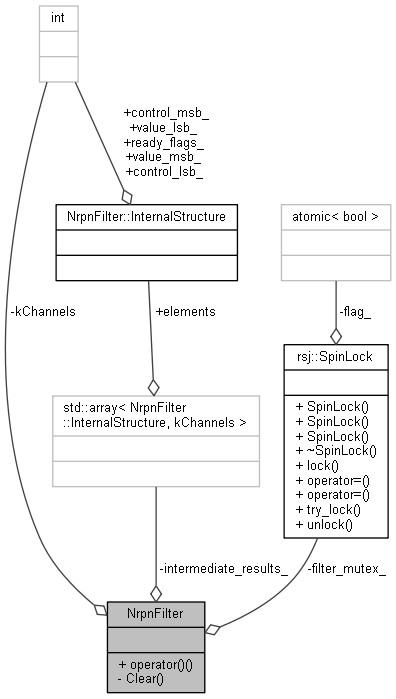 int
+control_msb_
+value_lsb_
+ready_flags_
+value_msb_
+control_lsb_
NrpnFilter::InternalStructure
atomic< bool >
-kChannels
+elements
-flag_
rsj::SpinLock
+ SpinLock()
+ SpinLock()
+ SpinLock()
+ ~SpinLock()
+ lock()
+ operator=()
+ operator=()
+ try_lock()
+ unlock()
std::array< NrpnFilter
::InternalStructure, kChannels >
-intermediate_results_
-filter_mutex_
NrpnFilter
+ operator()()
- Clear()